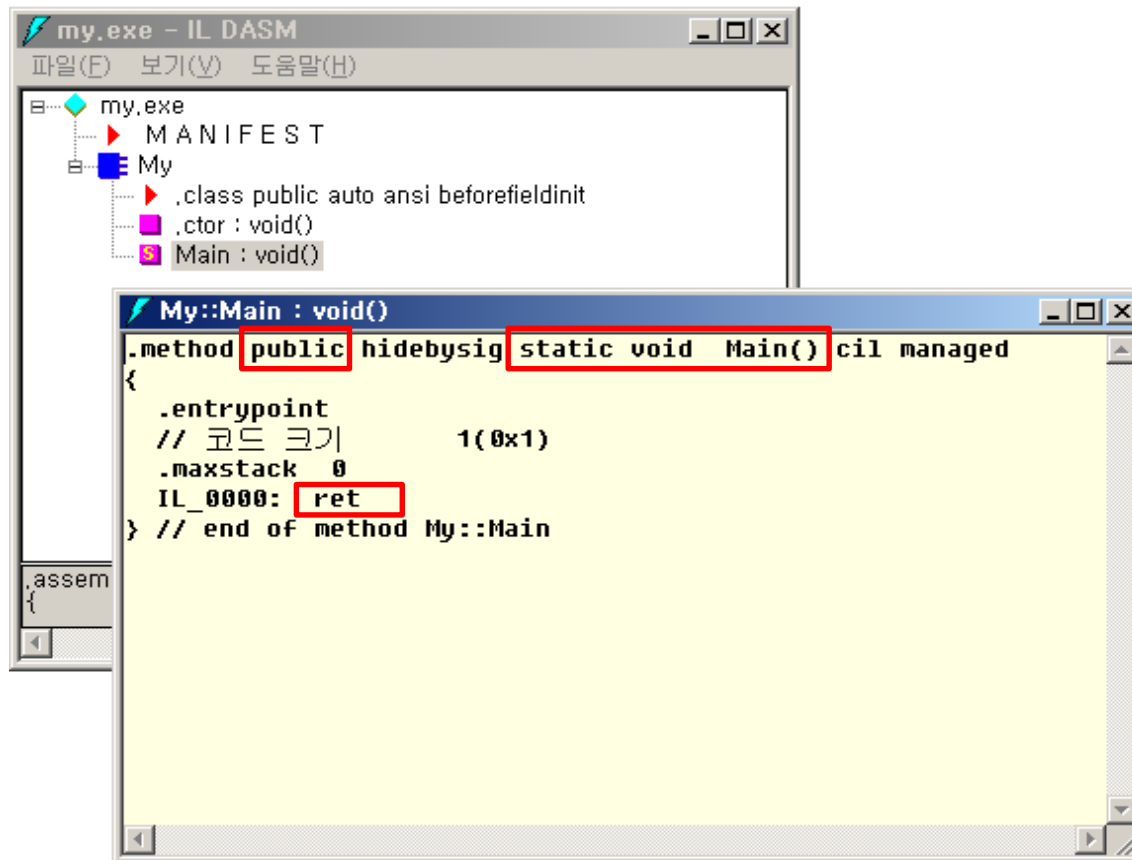 my.exe - IL DASM
파일(F) 보기(V) 도움말(H)
my.exe
M A N I F E S T
My
.class public auto ansi beforefieldinit
.ctor : void()
S Main : void()
.assem
{
My::Main : void()
.method public hidebysig static void  Main() cil managed
{
  .entrypoint
  // 코드 크기       1(0x1)
  .maxstack  0
  IL_0000:  ret
} // end of method My::Main